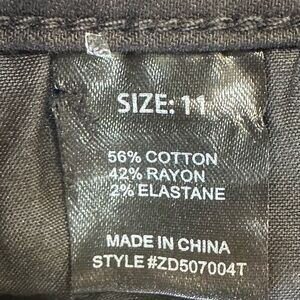 SIZE: 11
56% COTTON
42% RAYON
2% ELASTANE
MADE IN CHINA
STYLE #ZD507004T